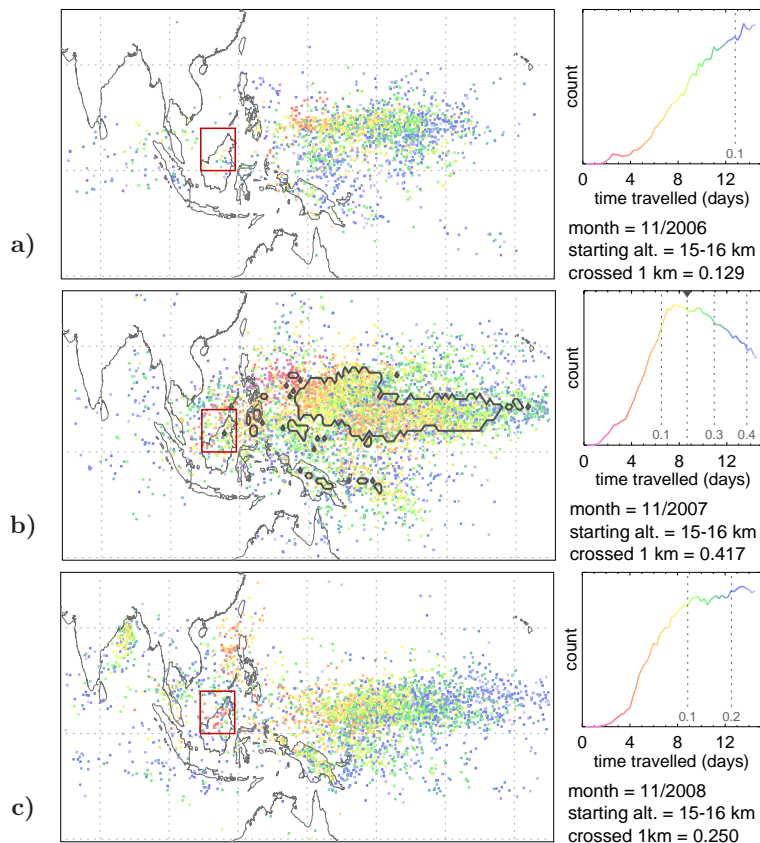 a)
count
0.1
0 4 8 12
time travelled (days)
month = 11/2006
starting alt. = 15-16 km
crossed 1 km = 0.129
b)
count
0.1 0.3 0.4
0 4 8 12
time travelled (days)
month = 11/2007
starting alt. = 15-16 km
crossed 1 km = 0.417
c)
count
0.1 0.2
0 4 8 12
time travelled (days)
month = 11/2008
starting alt. = 15-16 km
crossed 1km = 0.250